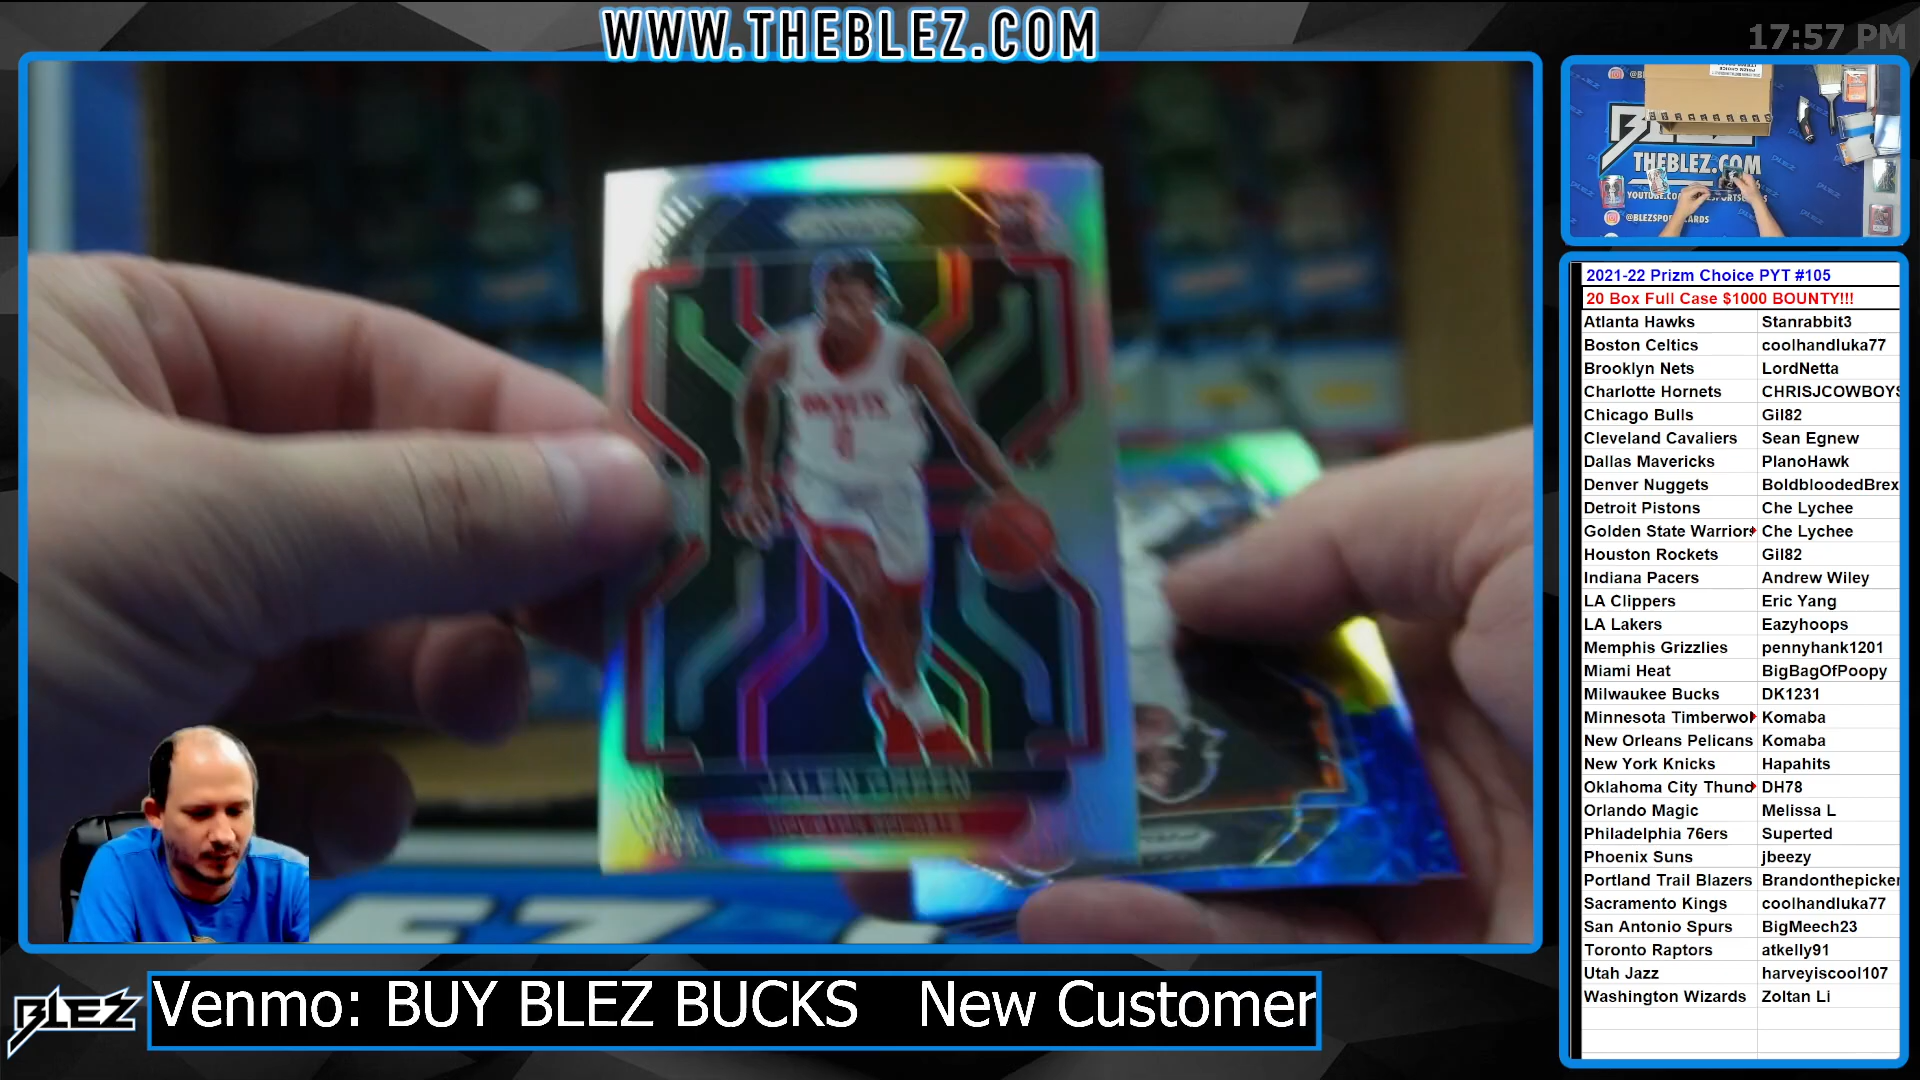 WWW.THEBLEZ.COM
17:57 PM
THEBLEZ.COM
@BLEZSPORTSCARDS
JALEN GREEN
2021-22 Prizm Choice PYT #105
20 Box Full Case $1000 BOUNTY!!!
Atlanta Hawks Stanrabbit3
Boston Celtics coolhandluka77
Brooklyn Nets LordNetta
Charlotte Hornets CHRISJCOWBOYS
Chicago Bulls Gil82
Cleveland Cavaliers Sean Egnew
Dallas Mavericks PlanoHawk
Denver Nuggets BoldbloodedBrex
Detroit Pistons Che Lychee
Golden State Warriors Che Lychee
Houston Rockets Gil82
Indiana Pacers Andrew Wiley
LA Clippers Eric Yang
LA Lakers Eazyhoops
Memphis Grizzlies pennyhank1201
Miami Heat BigBagOfPoopy
Milwaukee Bucks DK1231
Minnesota Timberwol Komaba
New Orleans Pelicans Komaba
New York Knicks Hapahits
Oklahoma City Thund DH78
Orlando Magic Melissa L
Philadelphia 76ers Superted
Phoenix Suns jbeezy
Portland Trail Blazers Brandonthepicker
Sacramento Kings coolhandluka77
San Antonio Spurs BigMeech23
Toronto Raptors atkelly91
Utah Jazz harveyiscool107
Washington Wizards Zoltan Li
BLEZ
Venmo: BUY BLEZ BUCKS New Customer